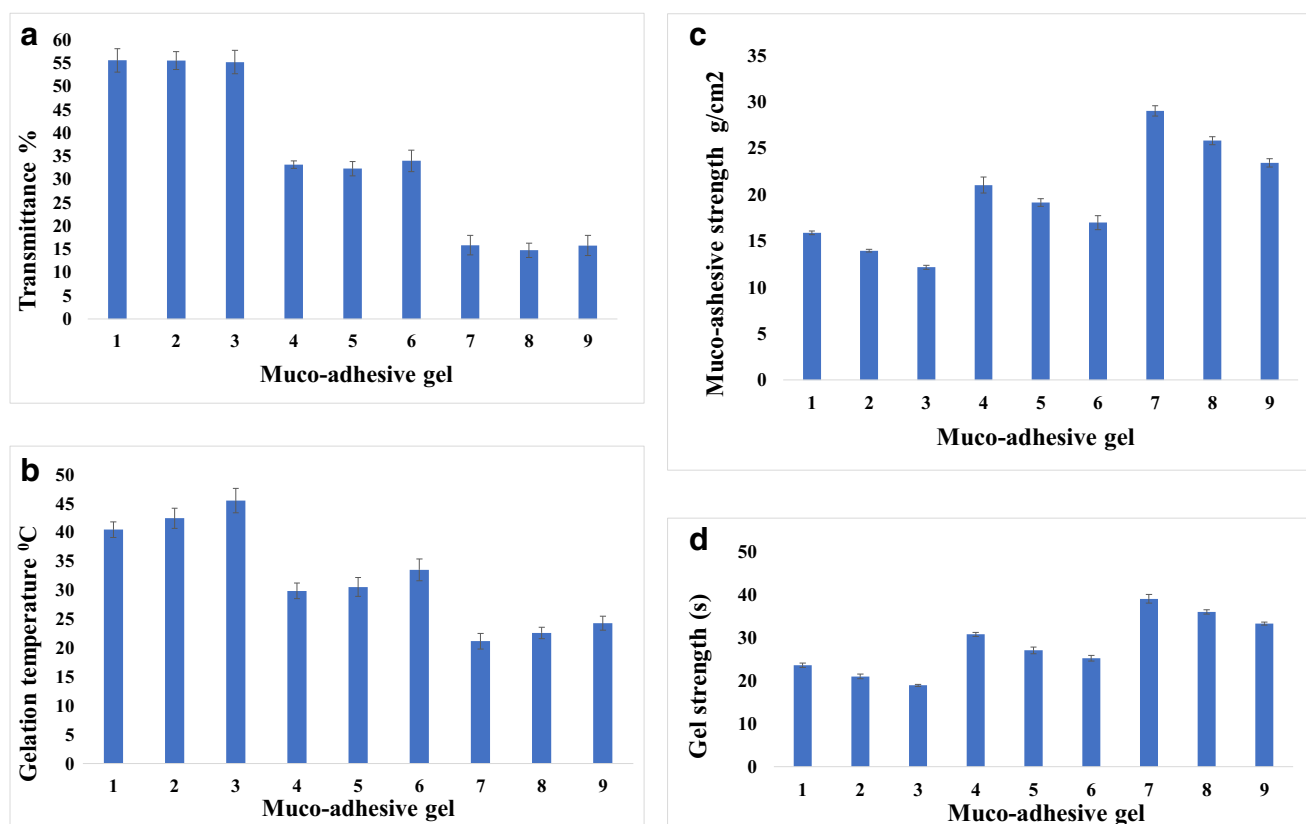 a
60
55
50
45
40
35
30
25
20
15
10
5
0
Transmittance %
1 2 3 4 5 6 7 8 9
Muco-adhesive gel
b
50
45
40
35
30
25
20
15
10
5
0
Gelation temperature ⁰C
1 2 3 4 5 6 7 8 9
Muco-adhesive gel
c
35
30
25
20
15
10
5
0
Muco-ashesive strength g/cm2
1 2 3 4 5 6 7 8 9
Muco-adhesive gel
d
50
40
30
20
10
0
Gel strength (s)
1 2 3 4 5 6 7 8 9
Muco-adhesive gel